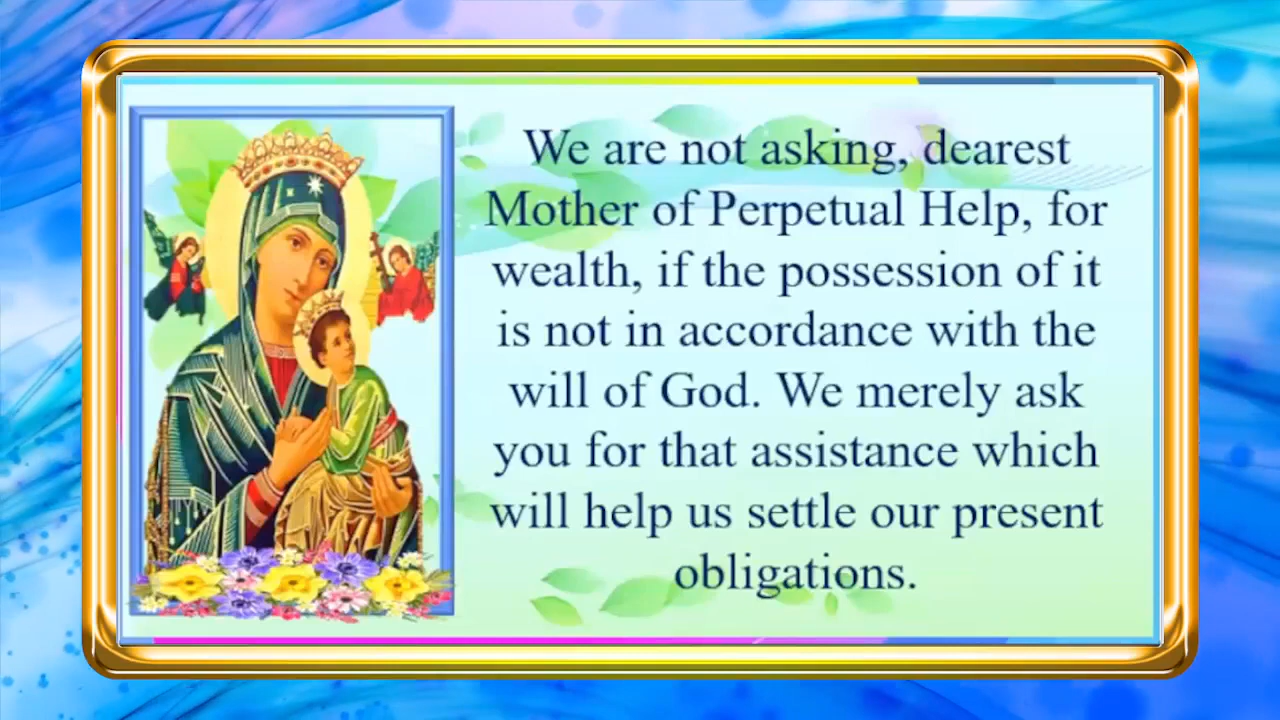 We are not asking, dearest
Mother of Perpetual Help, for
wealth, if the possession of it
is not in accordance with the
will of God. We merely ask
you for that assistance which
will help us settle our present
obligations.